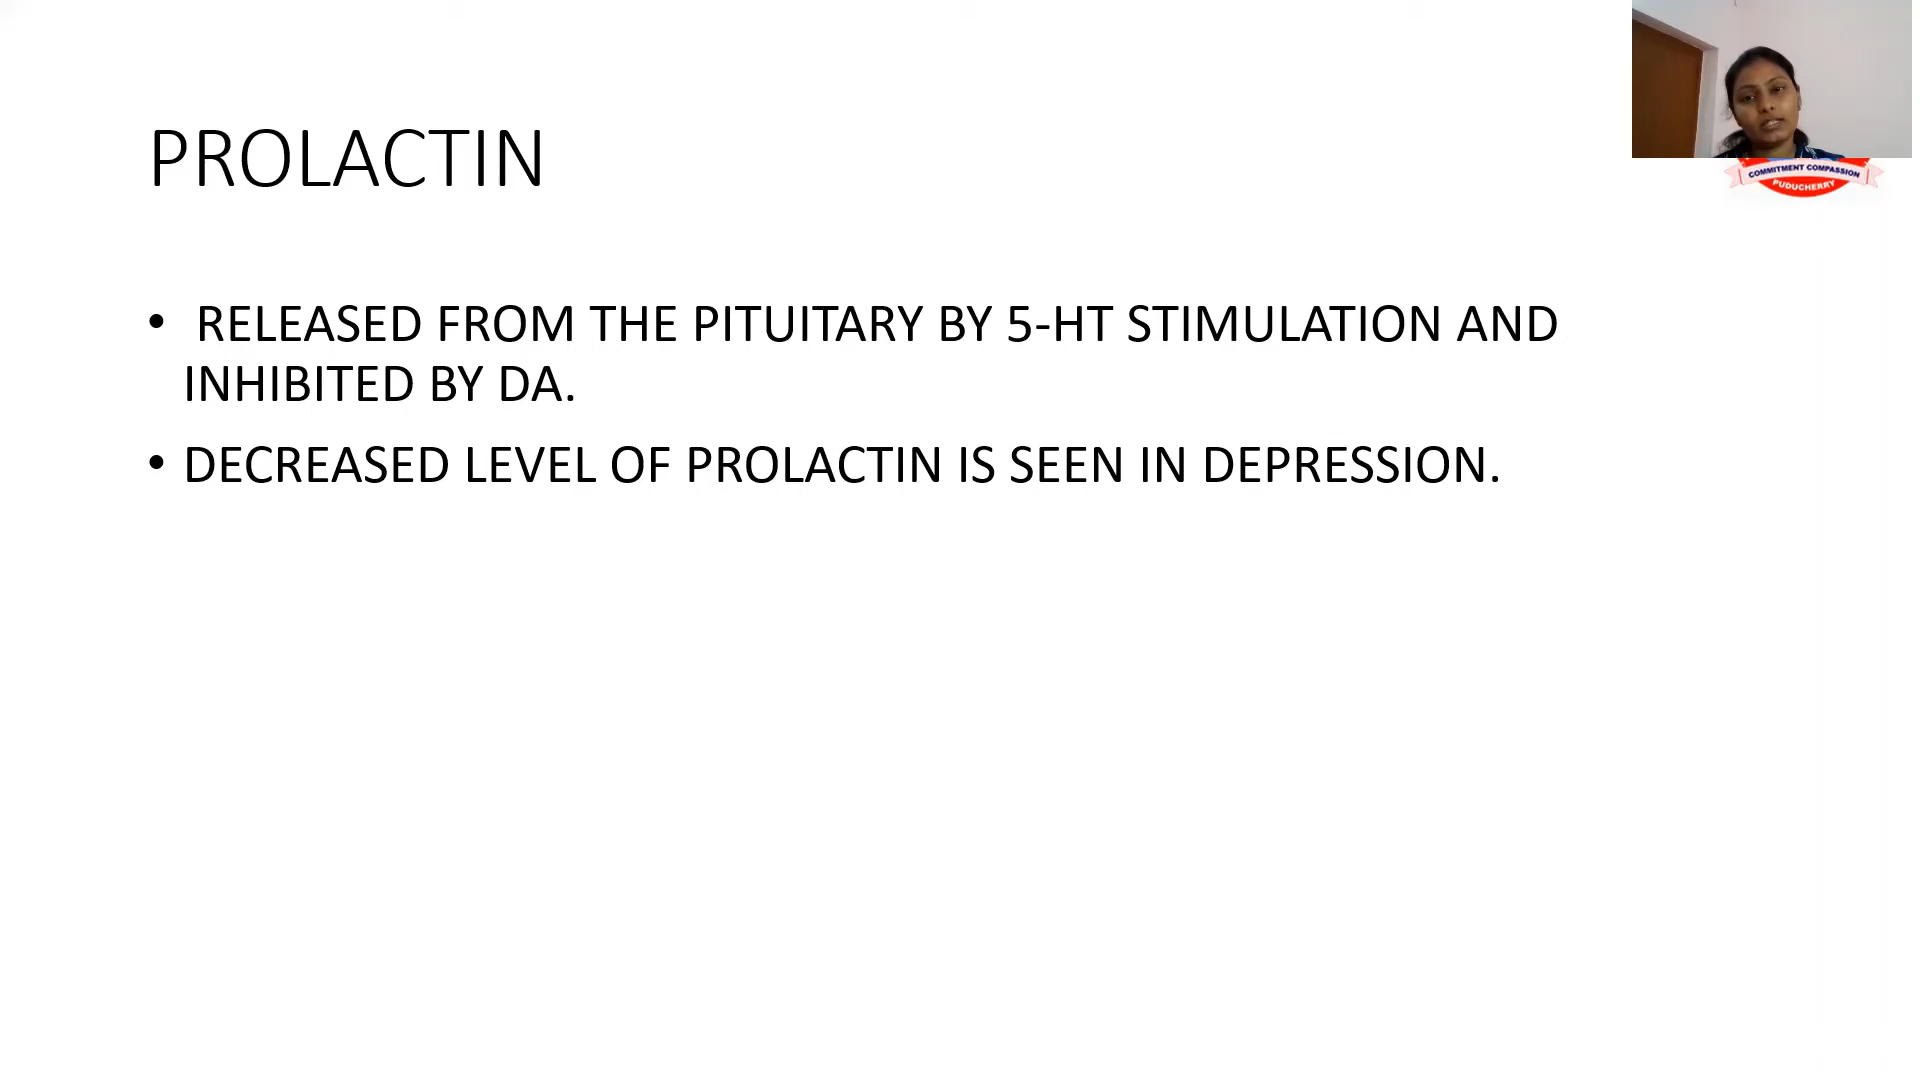 PROLACTIN
COMMITMENT COMPASSION
PUDUCHERRY
• RELEASED FROM THE PITUITARY BY 5-HT STIMULATION AND
INHIBITED BY DA.
• DECREASED LEVEL OF PROLACTIN IS SEEN IN DEPRESSION.